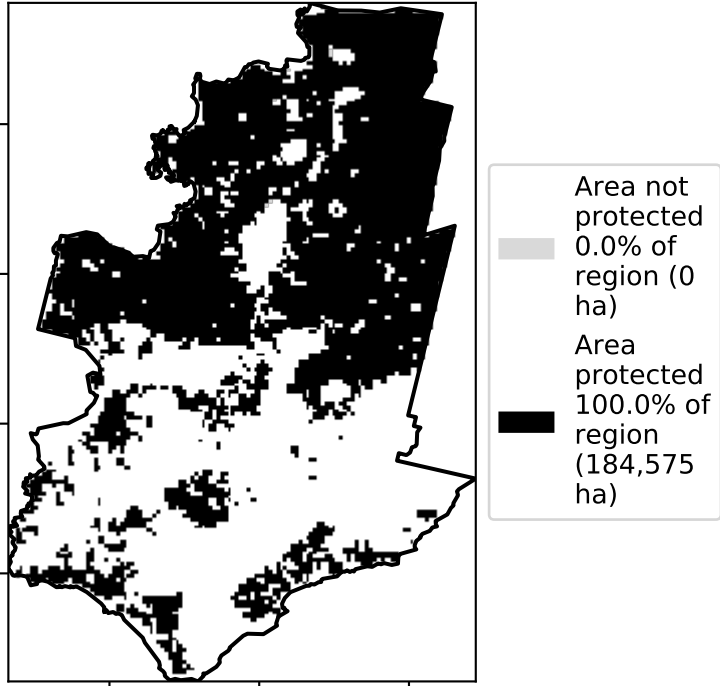 Area not
protected
0.0% of
region (0
ha)
Area
protected
100.0% of
region
(184,575
ha)